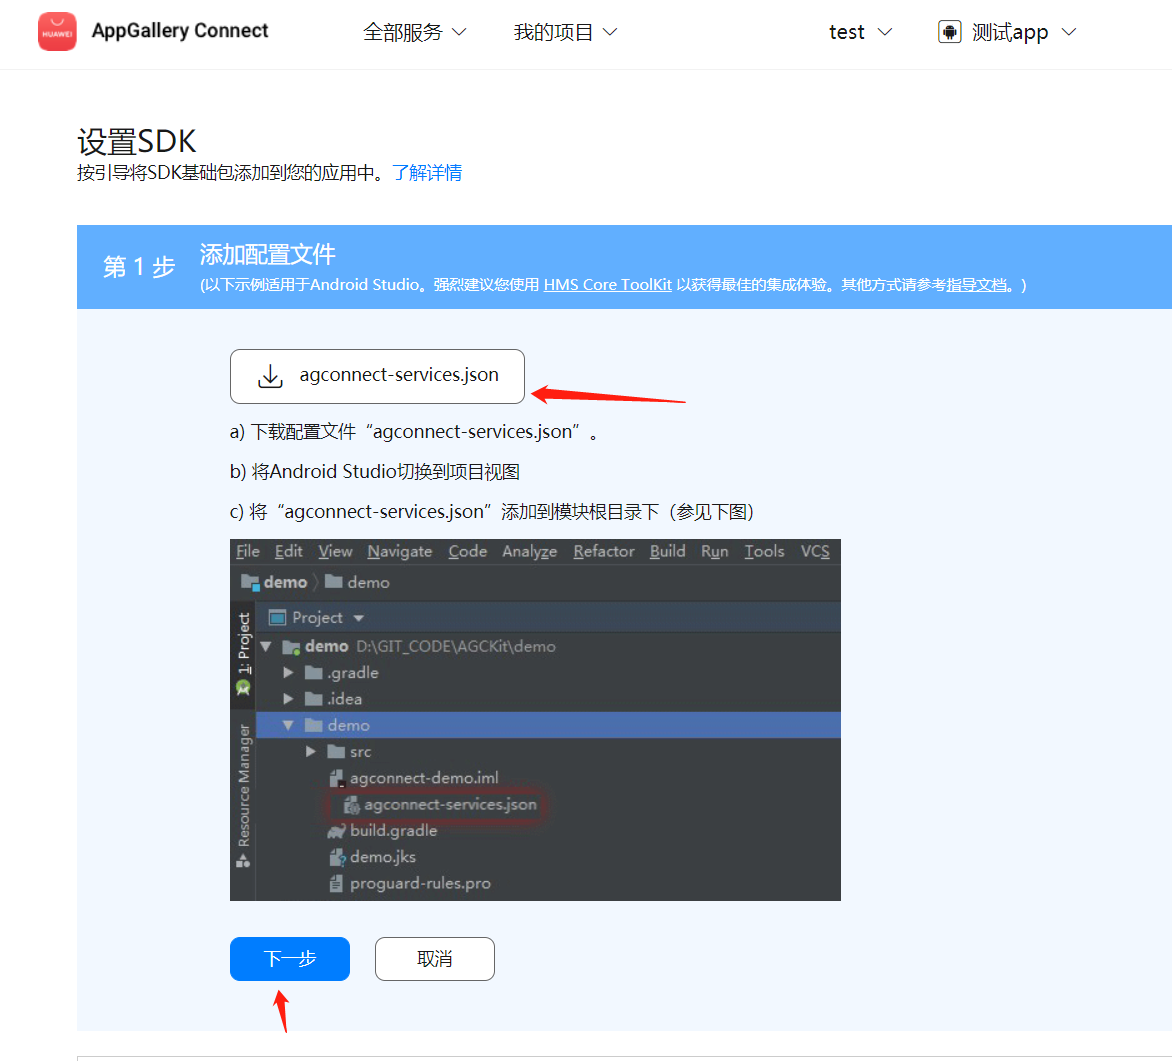 HUAWEI
AppGallery Connect
全部服务
我的项目
test
测试app
设置SDK
按引导将SDK基础包添加到您的应用中。了解详情
第 1 步
添加配置文件
(以下示例适用于Android Studio。强烈建议您使用 HMS Core ToolKit 以获得最佳的集成体验。其他方式请参考指导文档。)
agconnect-services.json
a) 下载配置文件“agconnect-services.json”。
b) 将Android Studio切换到项目视图
c) 将“agconnect-services.json”添加到模块根目录下（参见下图）
File Edit View Navigate Code Analyze Refactor Build Run Tools VCS
demo demo
1: Project
Resource Manager
Project
demo D:\GIT_CODE\AGCKit\demo
.gradle
.idea
demo
src
agconnect-demo.iml
agconnect-services.json
build.gradle
demo.jks
proguard-rules.pro
下一步
取消